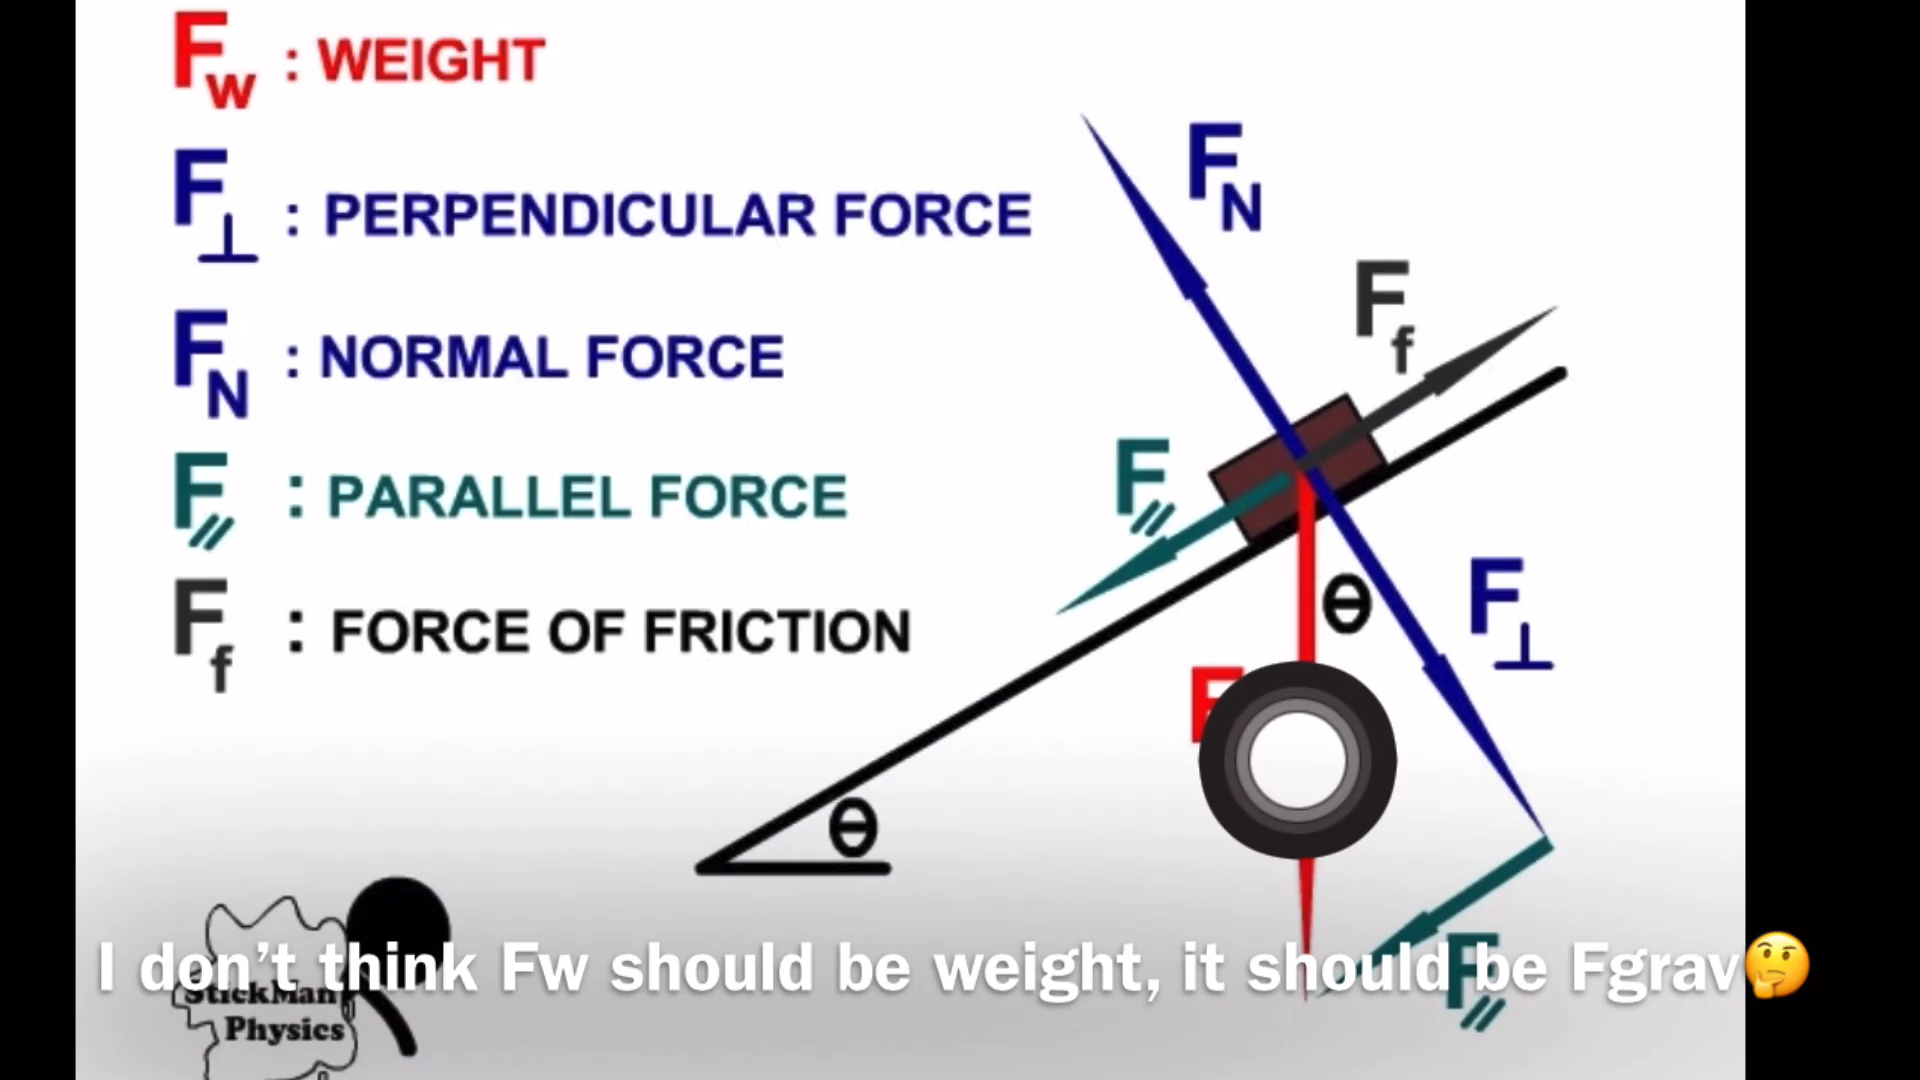 Fw : WEIGHT
F⊥ : PERPENDICULAR FORCE
FN : NORMAL FORCE
F// : PARALLEL FORCE
Ff : FORCE OF FRICTION
FN
Ff
F//
θ
F⊥
F
θ
F//
I don’t think Fw should be weight, it should be Fgrav🤔
StickMan
Physics